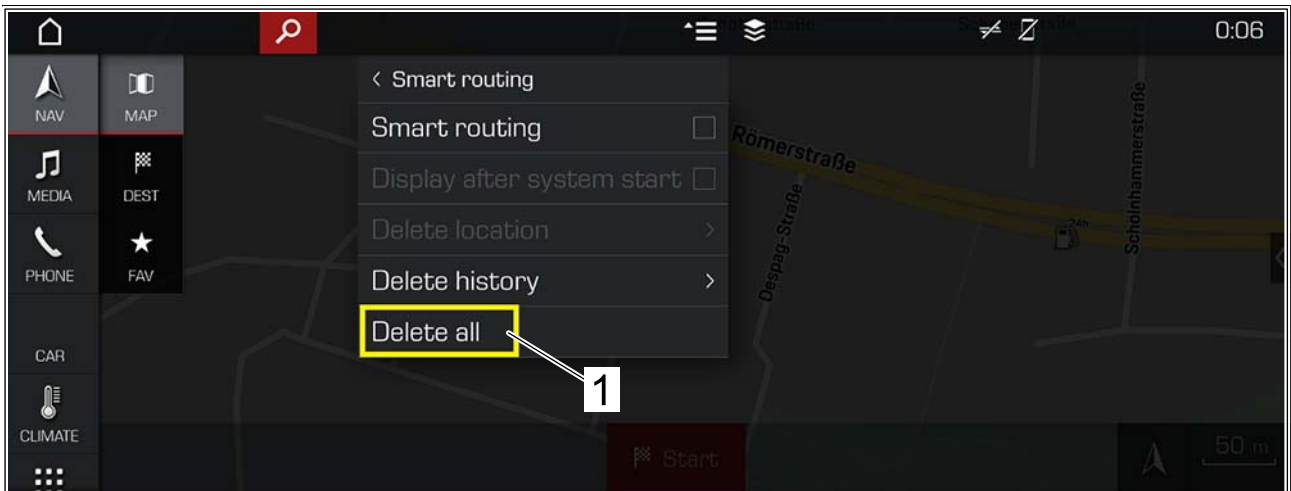 0:06
NAV
MAP
MEDIA
DEST
PHONE
FAV
CAR
CLIMATE
< Smart routing
Smart routing
Display after system start
Delete location >
Delete history >
Delete all
1
Römerstraße
Despag-Straße
Scholnhammerstraße
24h
Start
50 m